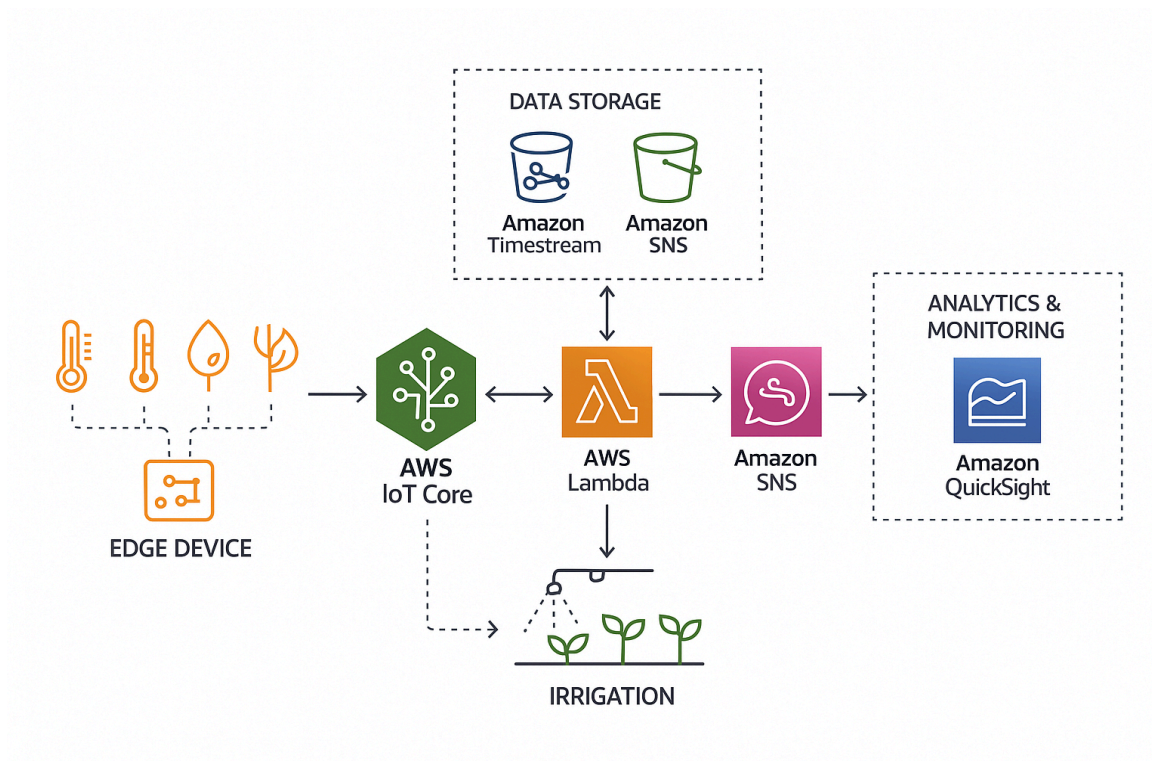 DATA STORAGE
Amazon
Timestream
Amazon
SNS
ANALYTICS &
MONITORING
AWS
IoT Core
AWS
Lambda
Amazon
SNS
Amazon
QuickSight
EDGE DEVICE
IRRIGATION